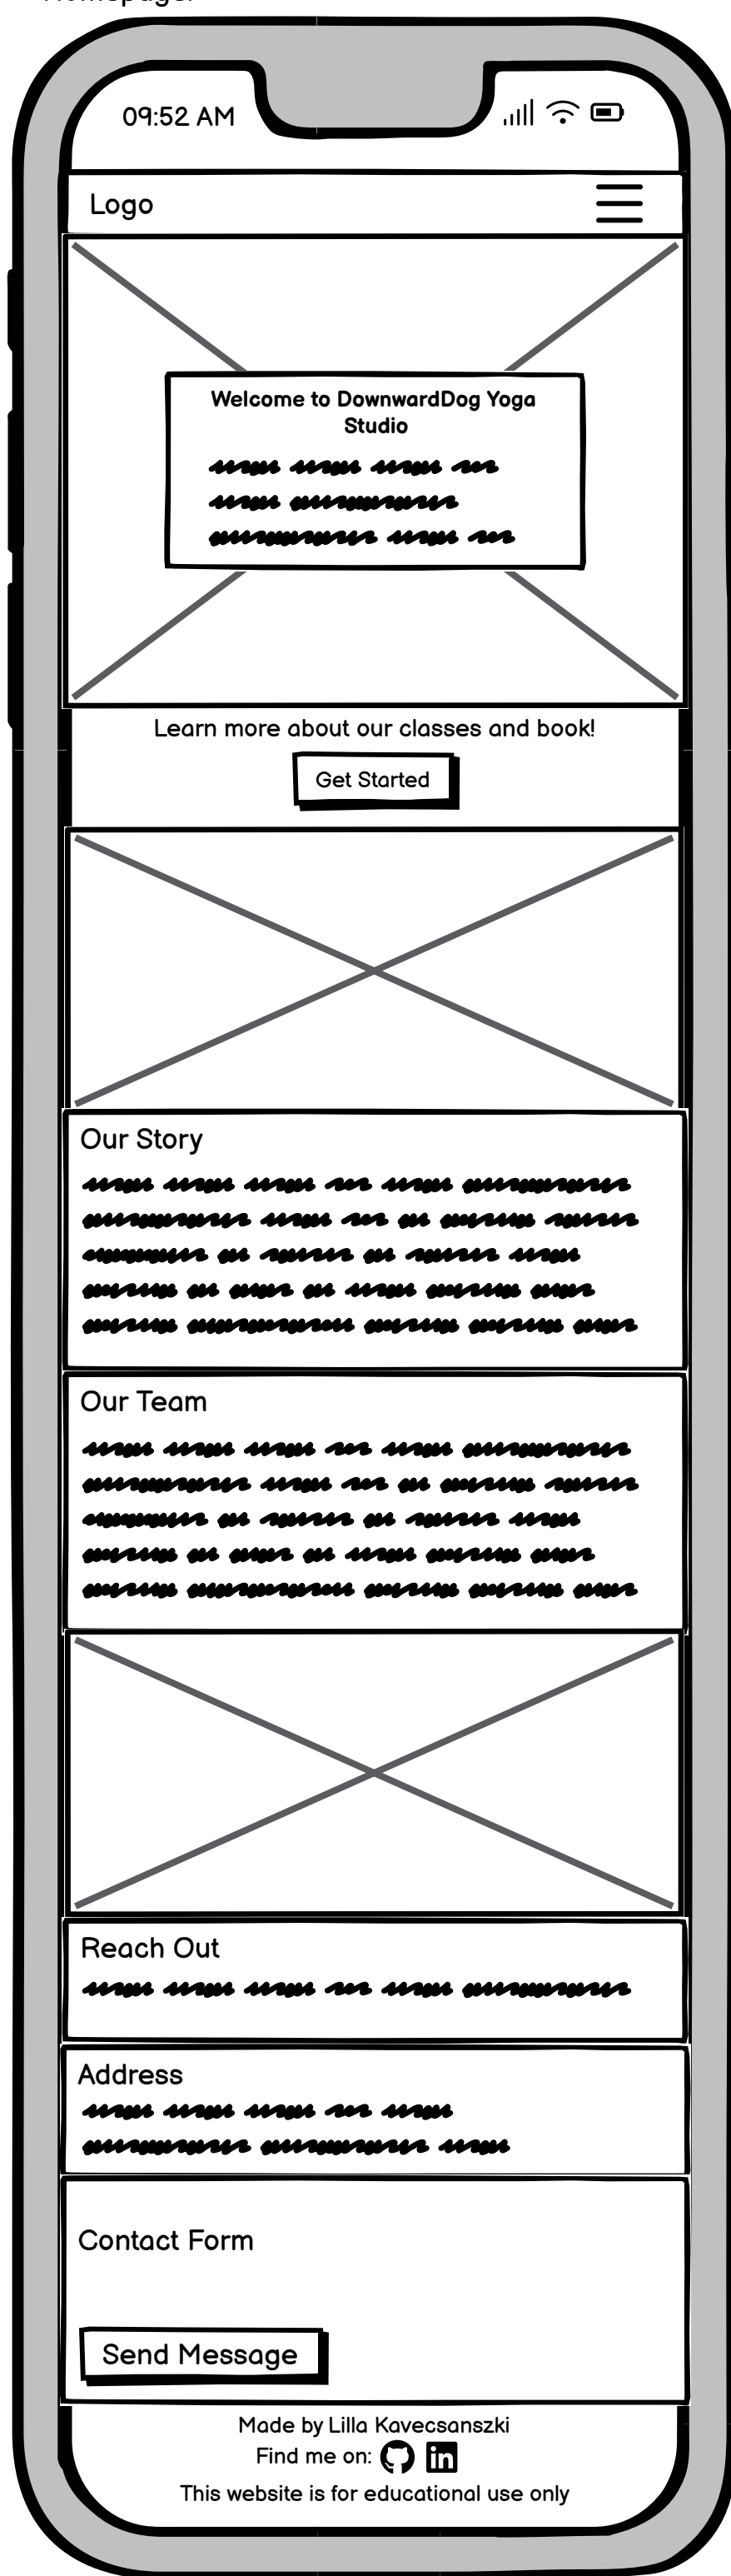 09:52 AM
Logo
Welcome to DownwardDog Yoga
Studio
Learn more about our classes and book!
Get Started
Our Story
Our Team
Reach Out
Address
Contact Form
Send Message
Made by Lilla Kavecsanszki
Find me on:
This website is for educational use only